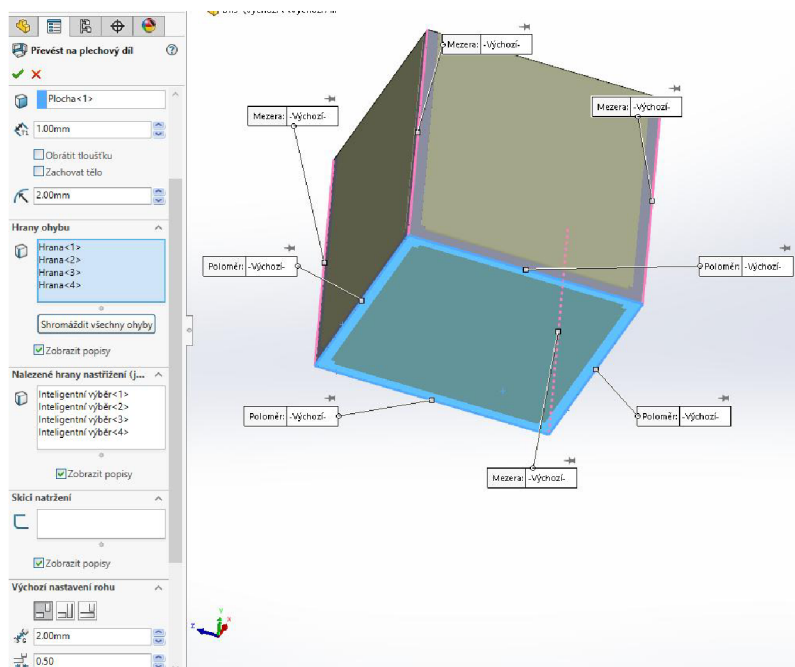 Převést na plechový díl
Plocha<1>
1.00mm
Obrátit tloušťku
Zachovat tělo
2.00mm
Hrany ohybu
Hrana<1>
Hrana<2>
Hrana<3>
Hrana<4>
Shromáždit všechny ohyby
Zobrazit popisy
Nalezené hrany nastřižení (j...
Inteligentní výběr<1>
Inteligentní výběr<2>
Inteligentní výběr<3>
Inteligentní výběr<4>
Zobrazit popisy
Skici natržení
Zobrazit popisy
Výchozí nastavení rohu
2.00mm
0.50
Mezera: -Výchozí-
Mezera: -Výchozí-
Mezera: -Výchozí-
Poloměr: -Výchozí-
Poloměr: -Výchozí-
Poloměr: -Výchozí-
Poloměr: -Výchozí-
Mezera: -Výchozí-
Y
X
Z